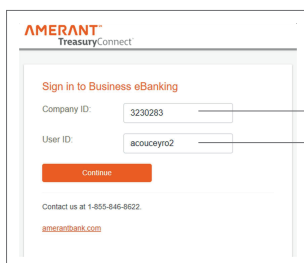 AMERANT
TreasuryConnect
Sign in to Business eBanking
Company ID:
3230283
User ID:
acouceyro2
Continue
Contact us at 1-855-846-8622.
amerantbank.com